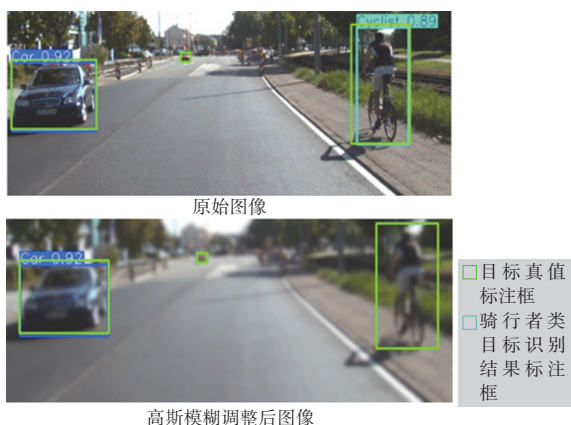 Cyclist 0.89
Car 0.92
原始图像
Car 0.92
目标真值
标注框
骑行者类
目标识别
结果标注
框
高斯模糊调整后图像